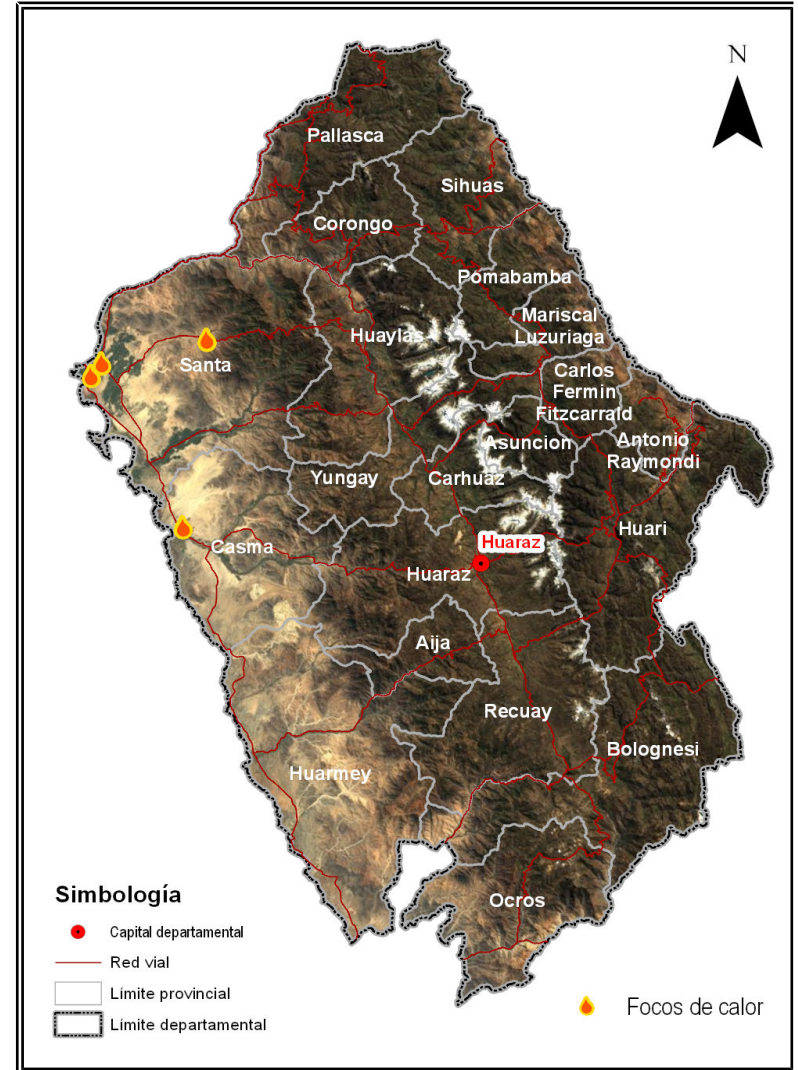 N
Pallasca
Sihuas
Corongo
Pomabamba
Mariscal
Luzuriaga
Huaylas
Santa
Carlos
Fermin
Fitzcarrald
Asuncion
Antonio
Raymondi
Yungay
Carhuaz
Huari
Huaraz
Casma
Huaraz
Aija
Recuay
Bolognesi
Huarmey
Ocros
Simbología
Capital departamental
Red vial
Límite provincial
Límite departamental
Focos de calor